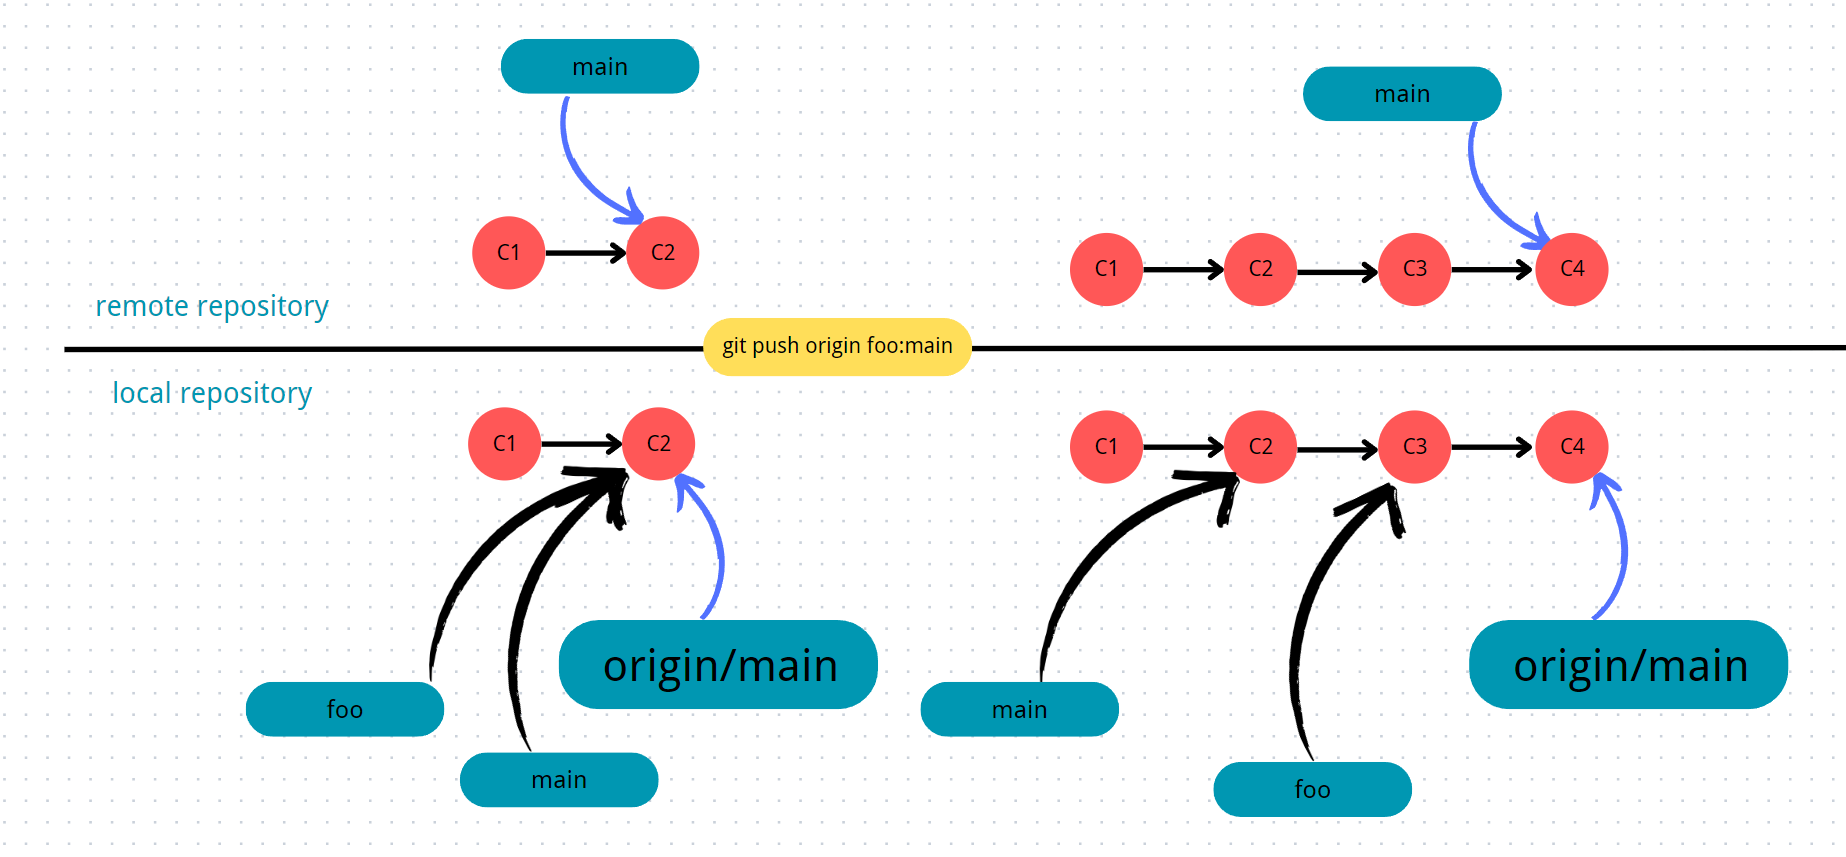 main
main
C1
C2
C1
C2
C3
C4
remote repository
git push origin foo:main
local repository
C1
C2
C1
C2
C3
C4
origin/main
origin/main
foo
main
main
foo